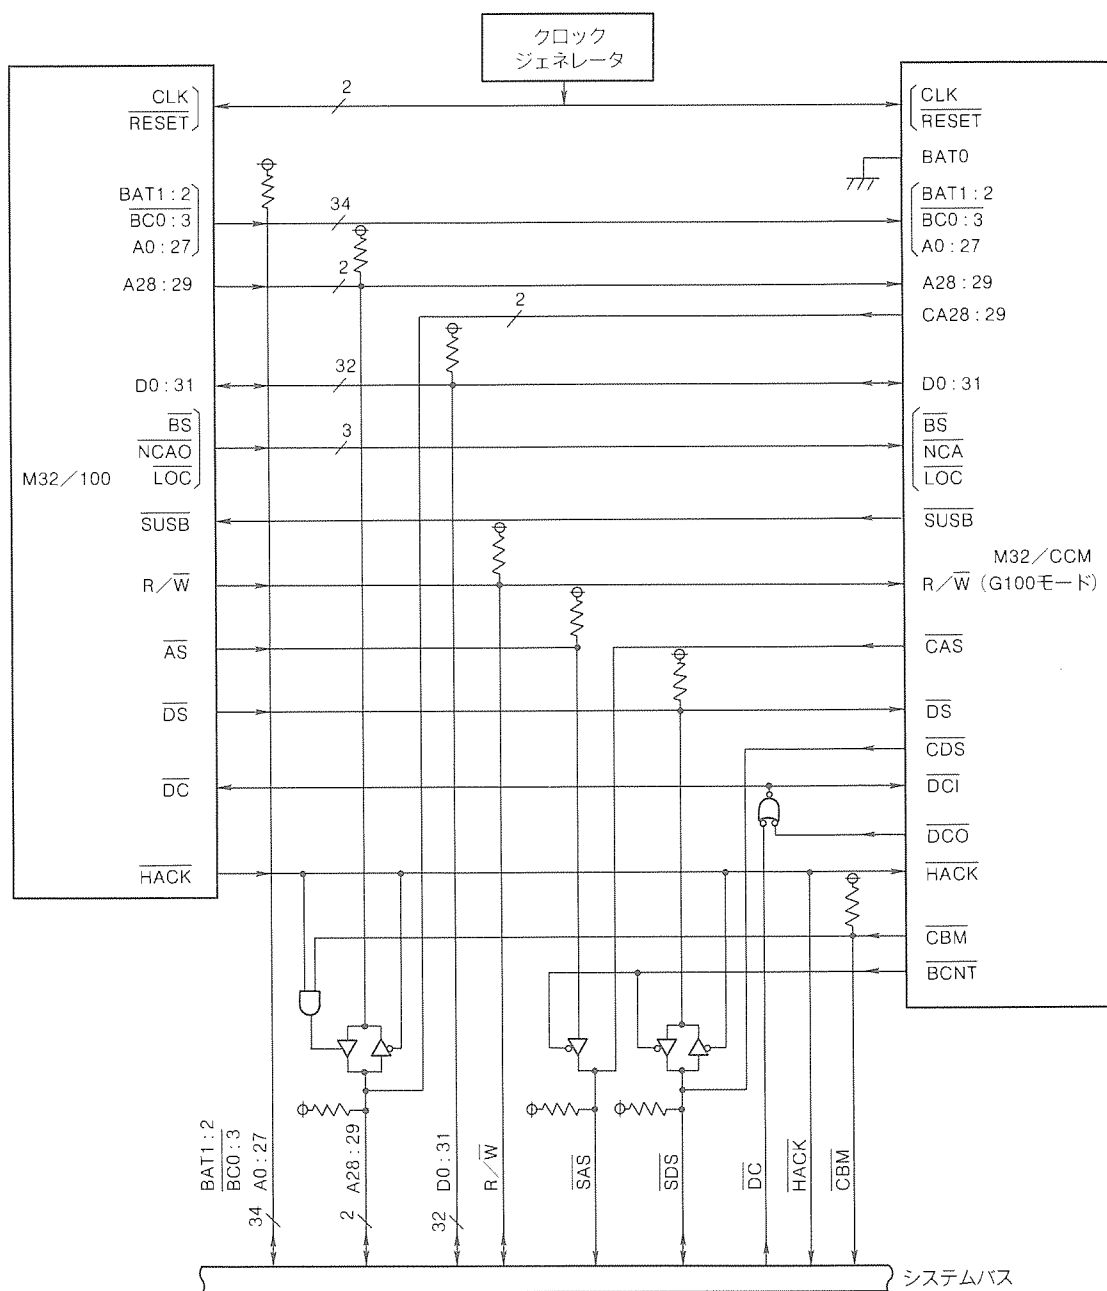 クロック
ジェネレータ
CLK
RESET
2
CLK
RESET
BAT0
BAT1:2
BC0:3
A0:27
34
BAT1:2
BC0:3
A0:27
A28:29
2
A28:29
2
CA28:29
D0:31
32
D0:31
BS
NCAO
LOC
3
BS
NCA
LOC
M32/100
SUSB
SUSB
M32/CCM
R/W
R/W (G100モード)
AS
CAS
DS
DS
CDS
DC
DCI
DCO
HACK
HACK
CBM
BCNT
BAT1:2
BC0:3
A0:27
34
A28:29
2
D0:31
32
R/W
SAS
SDS
DC
HACK
CBM
システムバス